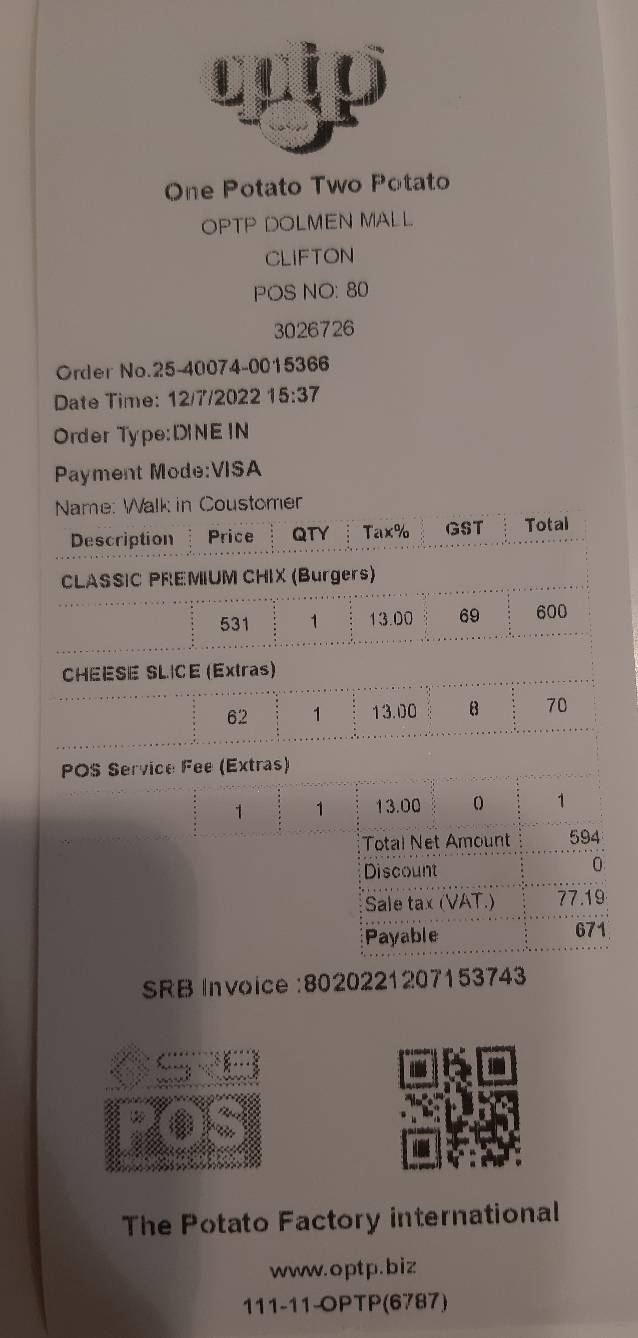 optp
One Potato Two Potato
OPTP DOLMEN MALL
CLIFTON
POS NO: 80
3026726
Order No.25-40074-0015366
Date Time: 12/7/2022 15:37
Order Type:DINE IN
Payment Mode:VISA
Name: Walk in Coustomer
Description Price QTY Tax% GST Total
CLASSIC PREMIUM CHIX (Burgers)
531 1 13.00 69 600
CHEESE SLICE (Extras)
62 1 13.00 8 70
POS Service Fee (Extras)
1 1 13.00 0 1
Total Net Amount 594
Discount 0
Sale tax (VAT.) 77.19
Payable 671
SRB Invoice :8020221207153743
SRB
POS
The Potato Factory international
www.optp.biz
111-11-OPTP(6787)